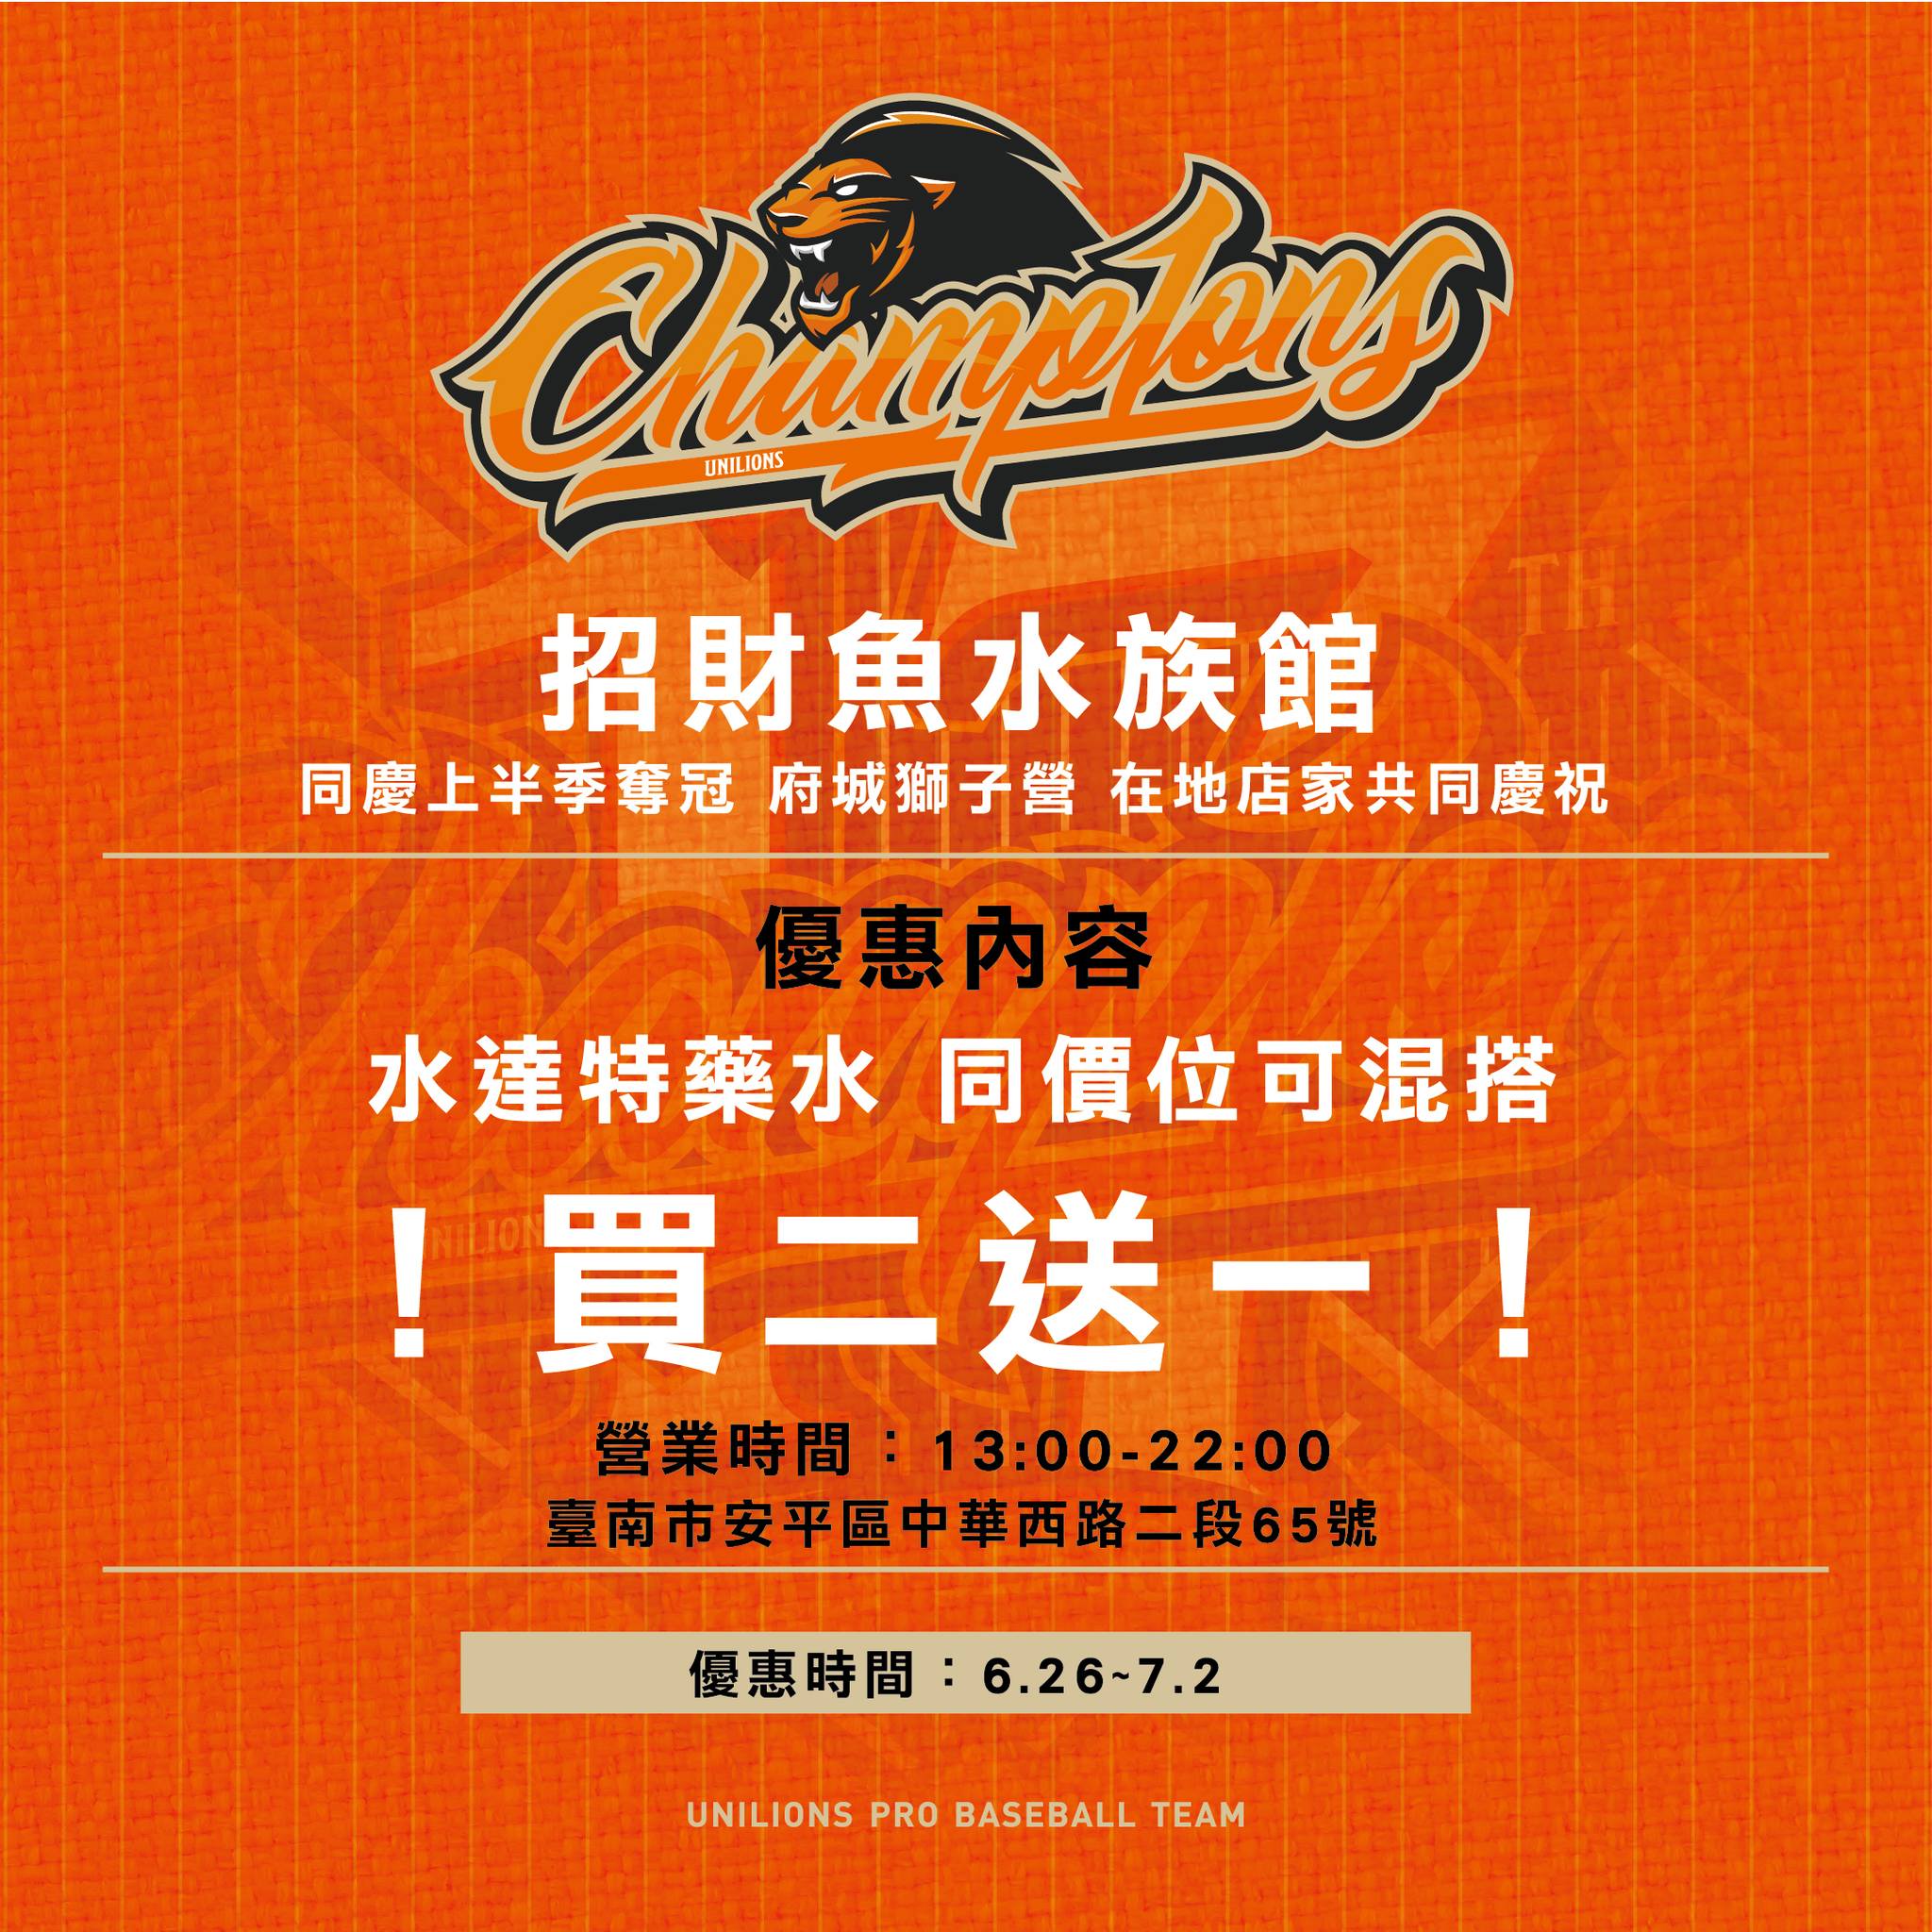 Champ1ons
UNILIONS
招財魚水族館
同慶上半季奪冠 府城獅子營 在地店家共同慶祝
優惠內容
水達特藥水 同價位可混搭
！買二送一！
營業時間：13:00-22:00
臺南市安平區中華西路二段65號
優惠時間：6.26~7.2
UNILIONS PRO BASEBALL TEAM